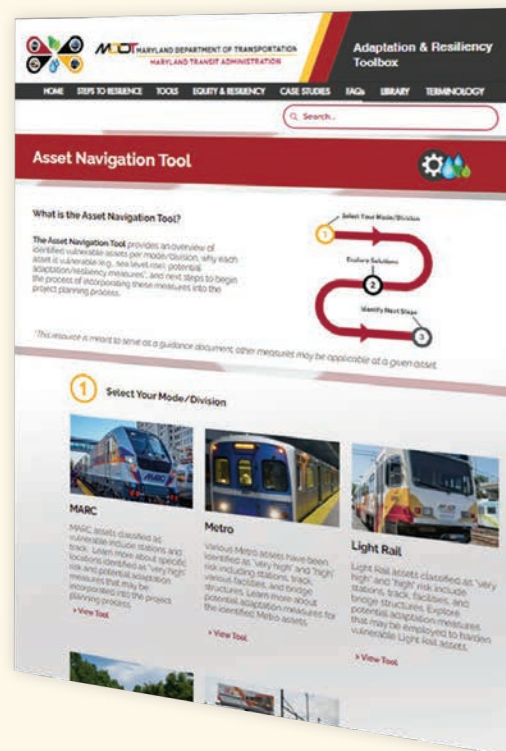 MDOT MARYLAND DEPARTMENT OF TRANSPORTATION
MARYLAND TRANSIT ADMINISTRATION
Adaptation & Resiliency
Toolbox
HOME STEPS TO RESILIENCE TOOLS EQUITY & RESILIENCY CASE STUDIES FAQs LIBRARY TERMINOLOGY
Search...
Asset Navigation Tool
What is the Asset Navigation Tool?
The Asset Navigation Tool provides an overview of
identified vulnerable assets per mode/division, why each
asset is vulnerable (e.g., sea level rise), potential
adaptation/resiliency measures*, and next steps to begin
the process of incorporating these measures into the
project planning process.
1 Select Your Mode/Division
Explore Solutions
2
Identify Next Steps
3
*This resource is meant to serve as a guidance document; other measures may be applicable at a given asset.
1 Select Your Mode/Division
MARC
MARC assets classified as
vulnerable include stations and
track. Learn more about specific
locations identified as "very high"
risk and potential adaptation
measures that may be
incorporated into the project
planning process.
> View Tool
Metro
Various Metro assets have been
identified as "very high" and "high"
risk including stations, track,
various facilities, and bridge
structures. Learn more about
potential adaptation measures for
the identified Metro assets.
> View Tool
Light Rail
Light Rail assets classified as "very
high" and "high" risk include
stations, track, facilities, and
bridge structures. Explore
potential adaptation measures
that may be employed to harden
vulnerable Light Rail assets.
> View Tool